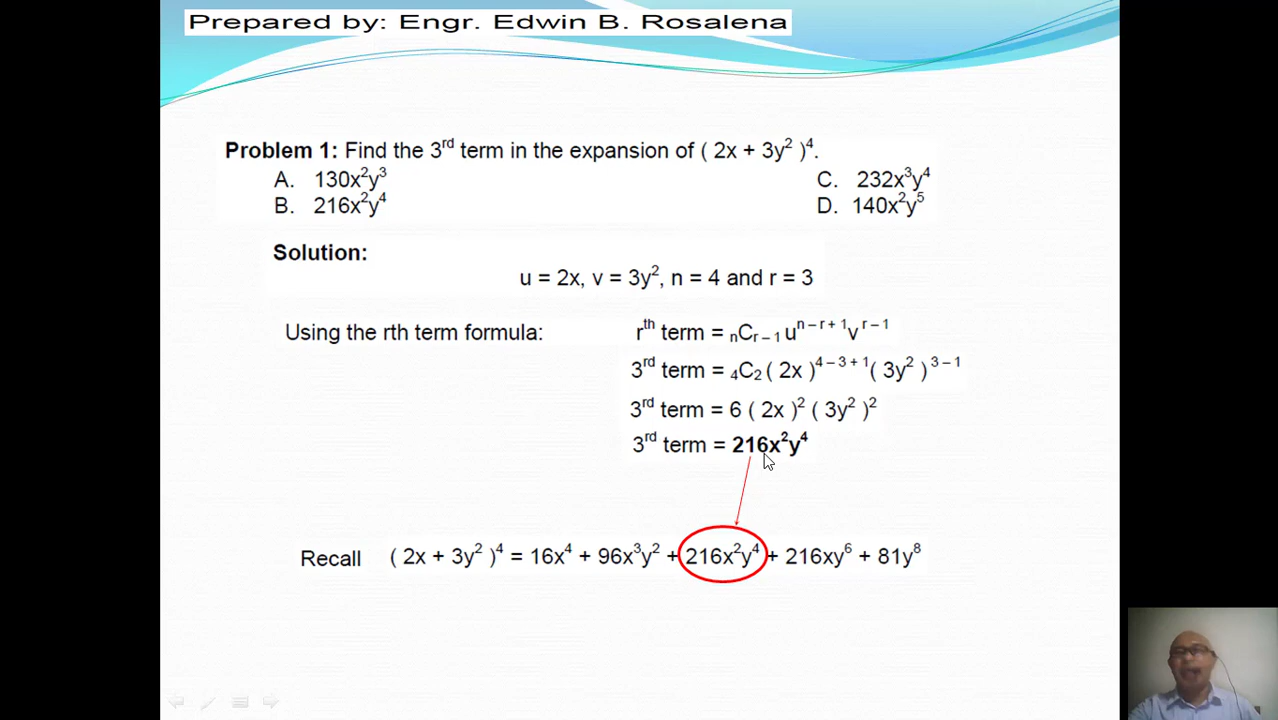 Prepared by: Engr. Edwin B. Rosalena
Problem 1: Find the 3rd term in the expansion of ( 2x + 3y² )⁴.
A. 130x²y³
C. 232x³y⁴
B. 216x²y⁴
D. 140x²y⁵
Solution:
u = 2x, v = 3y², n = 4 and r = 3
Using the rth term formula: rᵗʰ term = ₙCᵣ₋₁ uⁿ⁻ʳ⁺¹ vʳ⁻¹
3ʳᵈ term = ₄C₂ ( 2x )⁴⁻³⁺¹ ( 3y² )³⁻¹
3ʳᵈ term = 6 ( 2x )² ( 3y² )²
3ʳᵈ term = 216x²y⁴
Recall ( 2x + 3y² )⁴ = 16x⁴ + 96x³y² + 216x²y⁴ + 216xy⁶ + 81y⁸